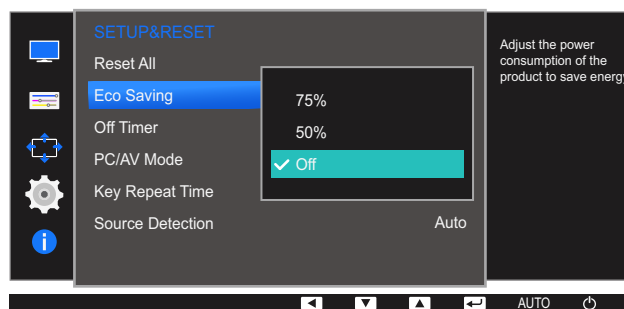 SETUP&RESET
Reset All
Eco Saving
Off Timer
PC/AV Mode
Key Repeat Time
Source Detection
Auto
75%
50%
Off
Adjust the power
consumption of the
product to save energy
AUTO